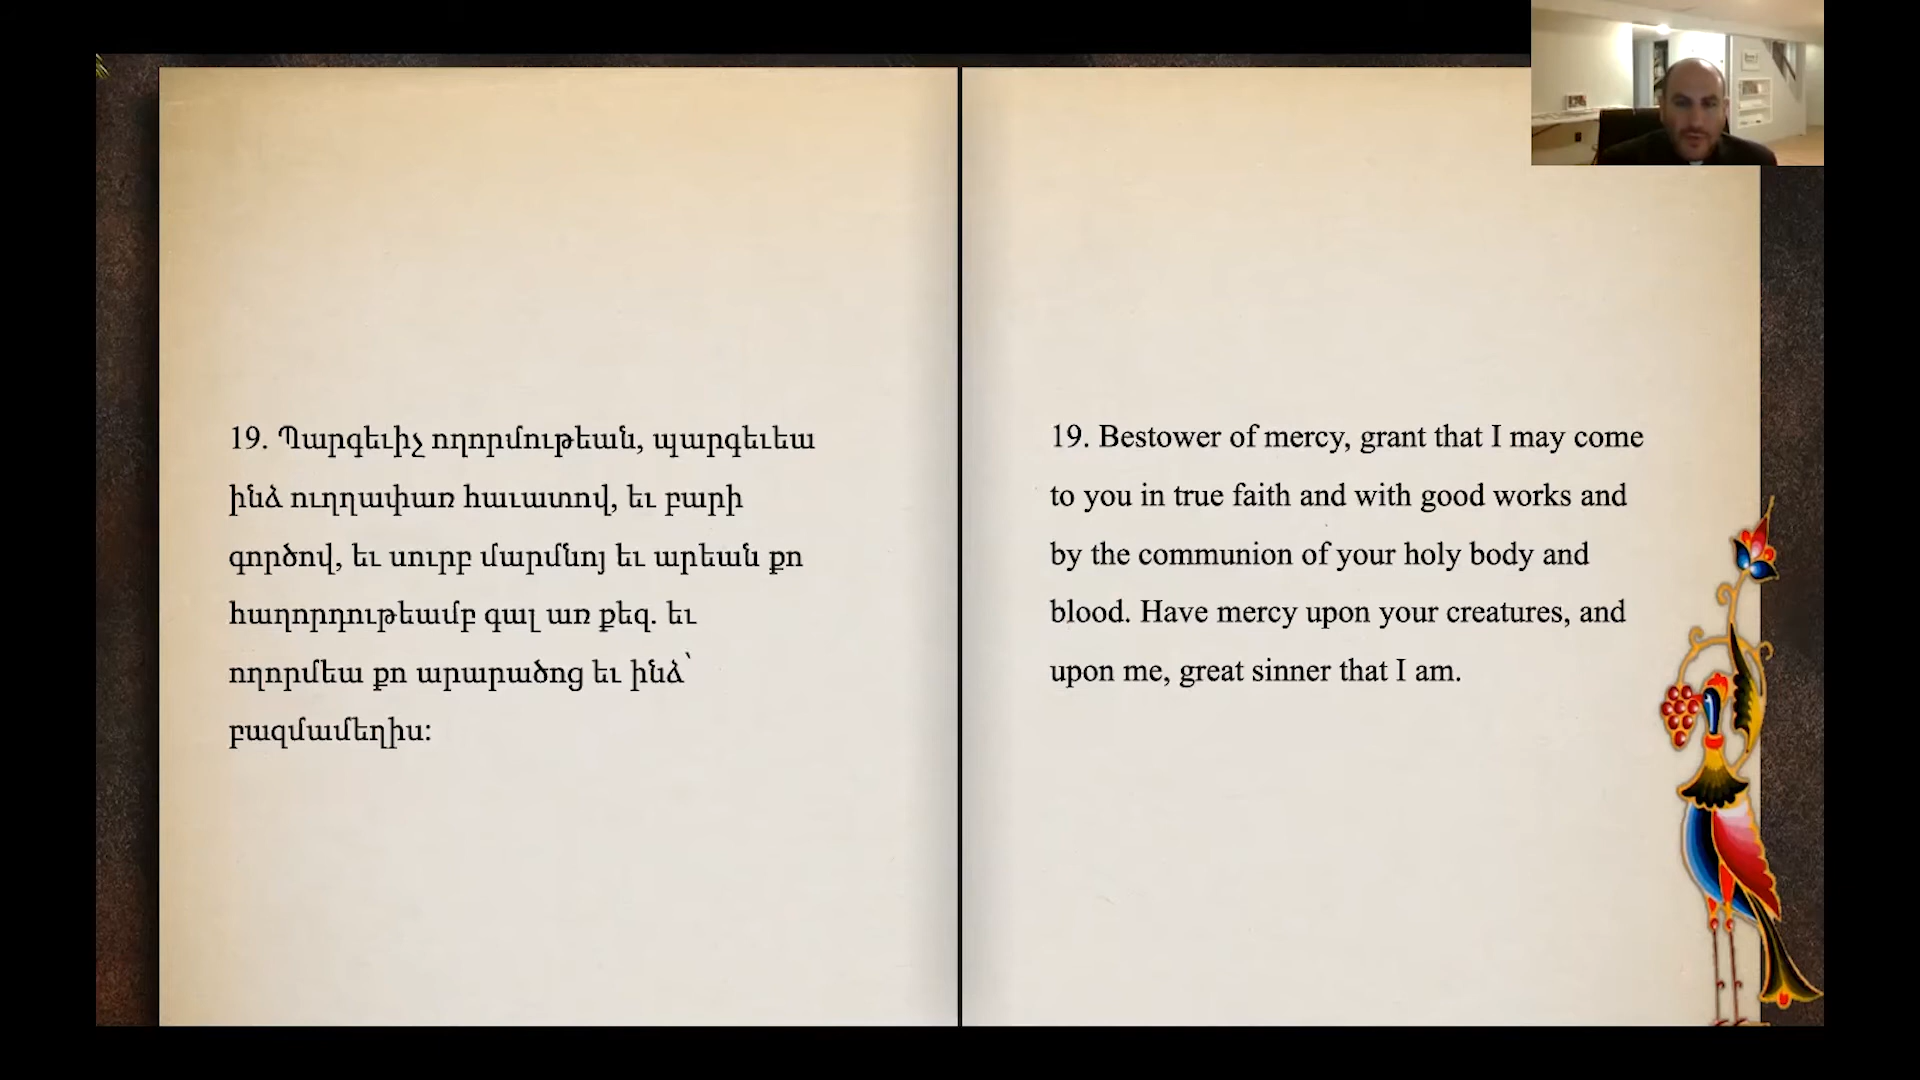 19. Պարգեւիչ ողորմութեան, պարգեւեա
ինձ ուղղափառ հաւատով, եւ բարի
գործով, եւ սուրբ մարմնոյ եւ արեան քո
հաղորդութեամբ գալ առ քեզ. եւ
ողորմեա քո արարածոց եւ ինձ՝
բազմամեղիս:
19. Bestower of mercy, grant that I may come
to you in true faith and with good works and
by the communion of your holy body and
blood. Have mercy upon your creatures, and
upon me, great sinner that I am.